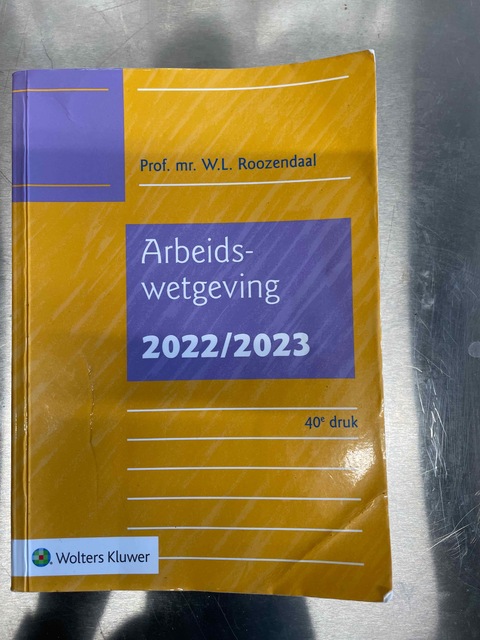 Prof. mr. W.L. Roozendaal
Arbeids-
wetgeving
2022/2023
40e druk
Wolters Kluwer